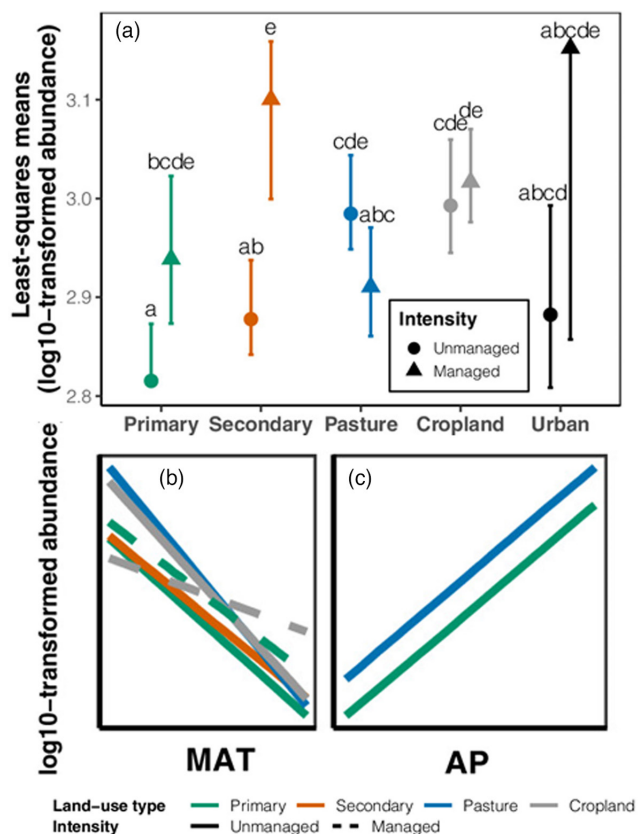 (a)
Least-squares means
(log10-transformed abundance)
3.1
3.0
2.9
2.8
a
bcde
ab
e
cde
abc
cde
de
abcd
abcde
Intensity
Unmanaged
Managed
Primary Secondary Pasture Cropland Urban
log10-transformed abundance
(b)
(c)
MAT
AP
Land-use type Primary Secondary Pasture Cropland
Intensity Unmanaged Managed